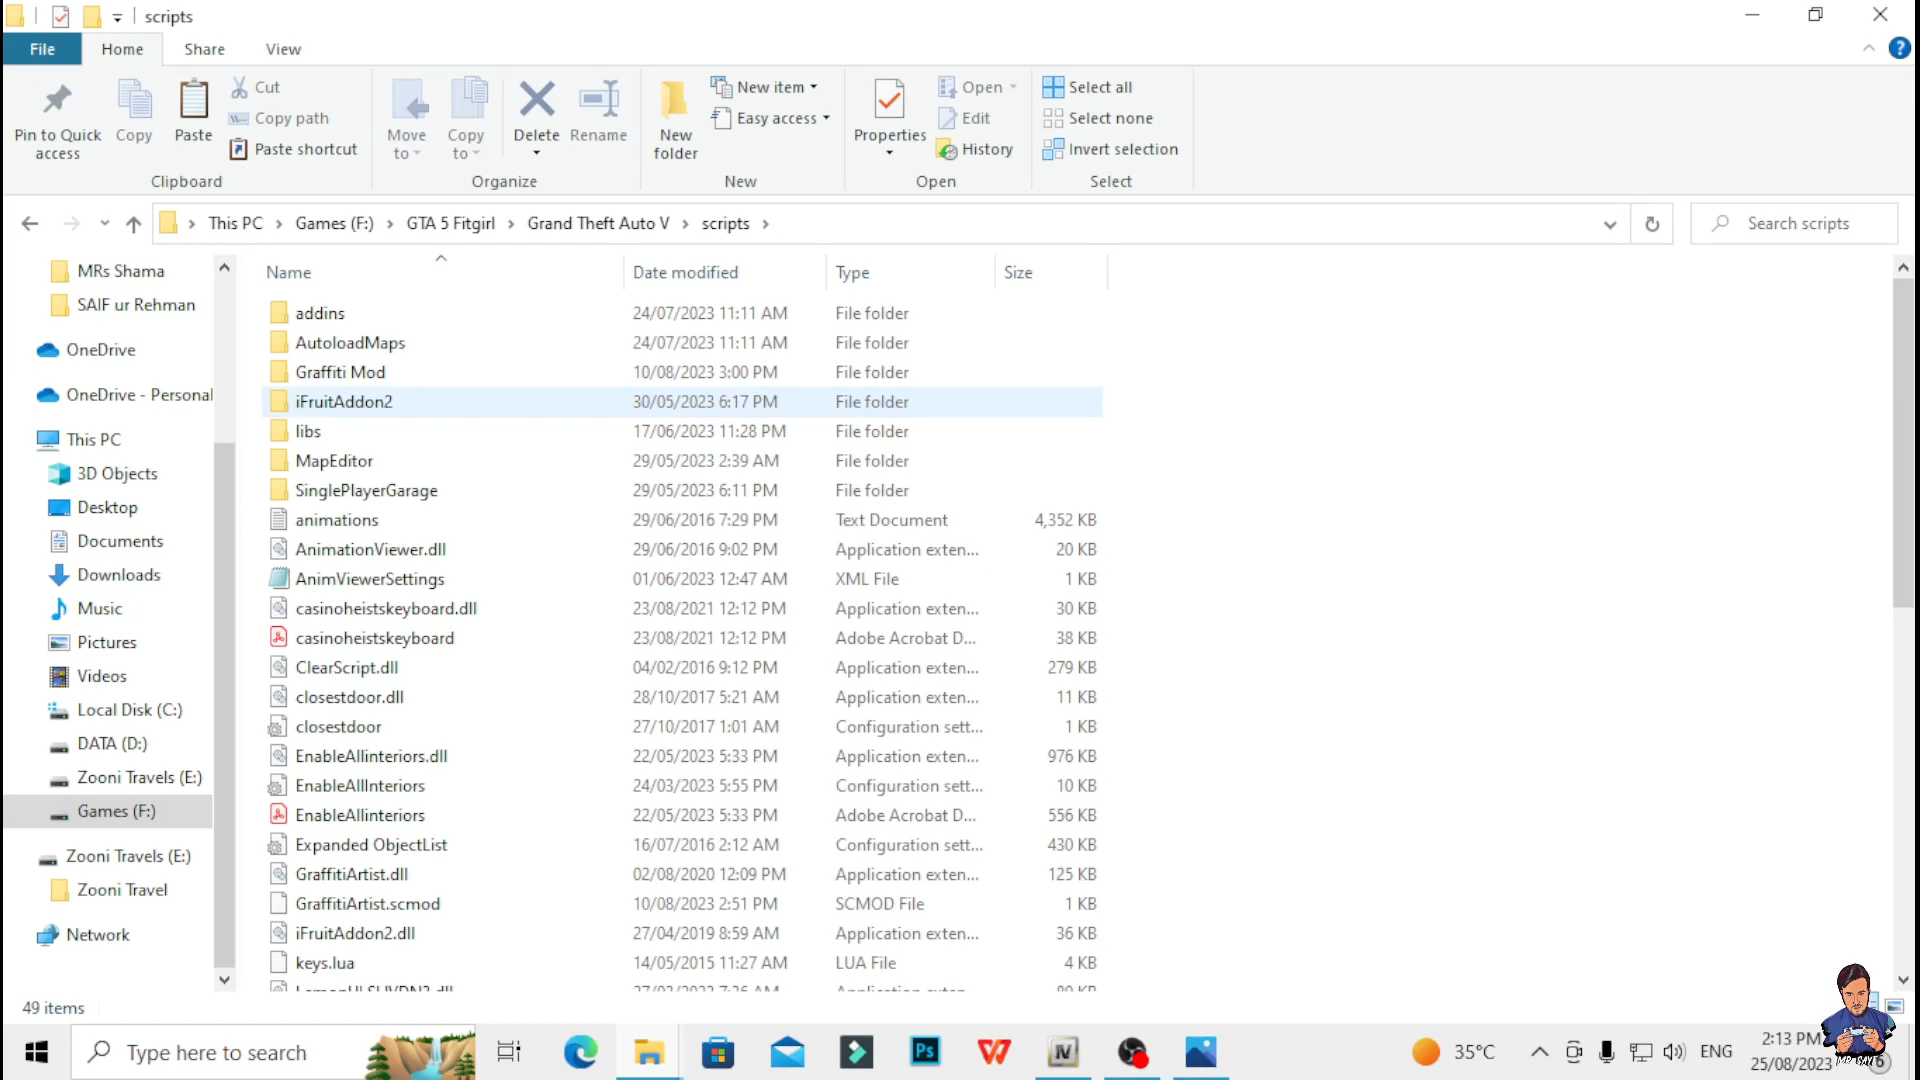 scripts
File Home Share View
Pin to Quick access
Copy
Paste
Cut
Copy path
Paste shortcut
Clipboard
Move to
Copy to
Delete
Rename
Organize
New folder
New item
Easy access
New
Properties
Open
Edit
History
Open
Select all
Select none
Invert selection
Select
This PC Games (F:) GTA 5 Fitgirl Grand Theft Auto V scripts
Search scripts
MRs Shama
SAIF ur Rehman
OneDrive
OneDrive - Personal
This PC
3D Objects
Desktop
Documents
Downloads
Music
Pictures
Videos
Local Disk (C:)
DATA (D:)
Zooni Travels (E:)
Games (F:)
Zooni Travels (E:)
Zooni Travel
Network
Name Date modified Type Size
addins 24/07/2023 11:11 AM File folder
AutoloadMaps 24/07/2023 11:11 AM File folder
Graffiti Mod 10/08/2023 3:00 PM File folder
iFruitAddon2 30/05/2023 6:17 PM File folder
libs 17/06/2023 11:28 PM File folder
MapEditor 29/05/2023 2:39 AM File folder
SinglePlayerGarage 29/05/2023 6:11 PM File folder
animations 29/06/2016 7:29 PM Text Document 4,352 KB
AnimationViewer.dll 29/06/2016 9:02 PM Application exten... 20 KB
AnimViewerSettings 01/06/2023 12:47 AM XML File 1 KB
casinoheistskeyboard.dll 23/08/2021 12:12 PM Application exten... 30 KB
casinoheistskeyboard 23/08/2021 12:12 PM Adobe Acrobat D... 38 KB
ClearScript.dll 04/02/2016 9:12 PM Application exten... 279 KB
closestdoor.dll 28/10/2017 5:21 AM Application exten... 11 KB
closestdoor 27/10/2017 1:01 AM Configuration sett... 1 KB
EnableAllinteriors.dll 22/05/2023 5:33 PM Application exten... 976 KB
EnableAllInteriors 24/03/2023 5:55 PM Configuration sett... 10 KB
EnableAllinteriors 22/05/2023 5:33 PM Adobe Acrobat D... 556 KB
Expanded ObjectList 16/07/2016 2:12 AM Configuration sett... 430 KB
GraffitiArtist.dll 02/08/2020 12:09 PM Application exten... 125 KB
GraffitiArtist.scmod 10/08/2023 2:51 PM SCMOD File 1 KB
iFruitAddon2.dll 27/04/2019 8:59 AM Application exten... 36 KB
keys.lua 14/05/2015 11:27 AM LUA File 4 KB
49 items
Type here to search
Ps
IV
35°C
ENG
2:13 PM
25/08/2023
6